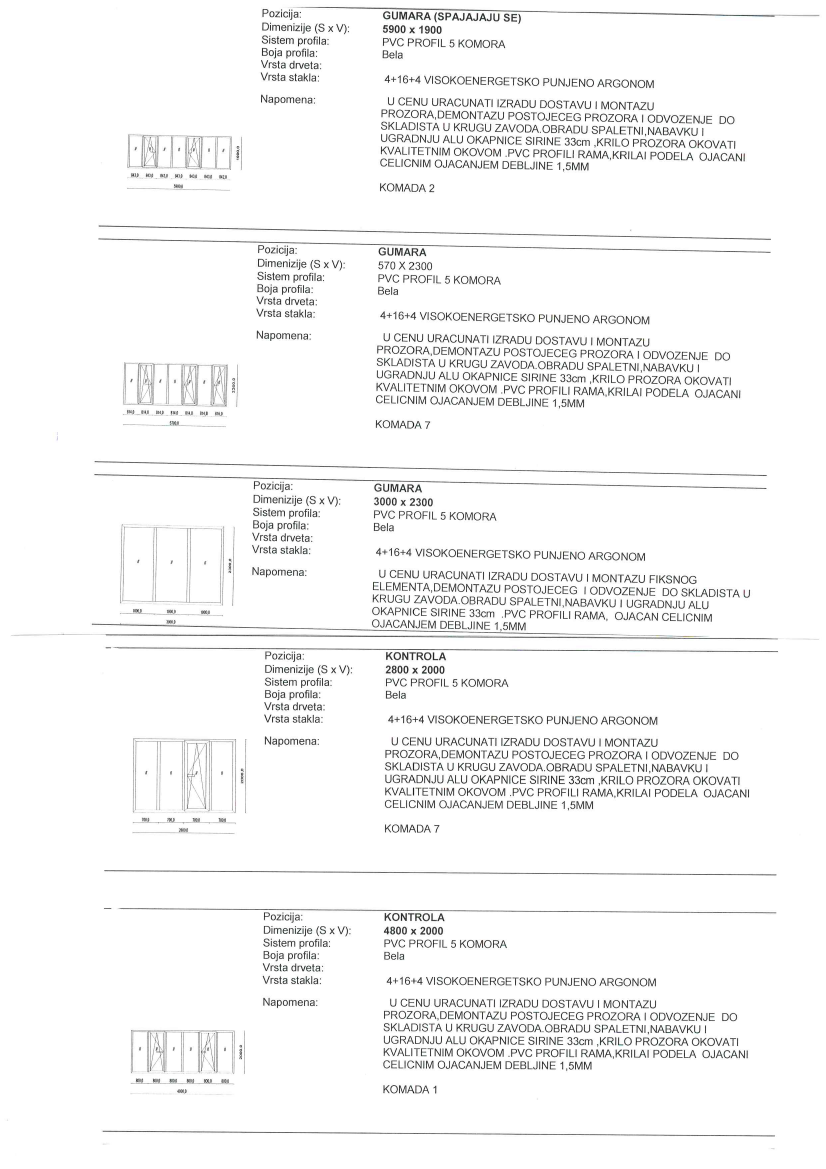 Pozicija: GUMARA (SPAJAJAJU SE)
Dimenizije (S x V): 5900 x 1900
Sistem profila: PVC PROFIL 5 KOMORA
Boja profila: Bela
Vrsta drveta:
Vrsta stakla: 4+16+4 VISOKOENERGETSKO PUNJENO ARGONOM
Napomena: U CENU URACUNATI IZRADU DOSTAVU I MONTAZU
PROZORA,DEMONTAZU POSTOJECEG PROZORA I ODVOZENJE DO
SKLADISTA U KRUGU ZAVODA.OBRADU SPALETNI,NABAVKU I
UGRADNJU ALU OKAPNICE SIRINE 33cm ,KRILO PROZORA OKOVATI
KVALITETNIM OKOVOM .PVC PROFILI RAMA,KRILAI PODELA OJACANI
CELICNIM OJACANJEM DEBLJINE 1,5MM
KOMADA 2
Pozicija: GUMARA
Dimenizije (S x V): 570 X 2300
Sistem profila: PVC PROFIL 5 KOMORA
Boja profila: Bela
Vrsta drveta:
Vrsta stakla: 4+16+4 VISOKOENERGETSKO PUNJENO ARGONOM
Napomena: U CENU URACUNATI IZRADU DOSTAVU I MONTAZU
PROZORA,DEMONTAZU POSTOJECEG PROZORA I ODVOZENJE DO
SKLADISTA U KRUGU ZAVODA.OBRADU SPALETNI,NABAVKU I
UGRADNJU ALU OKAPNICE SIRINE 33cm ,KRILO PROZORA OKOVATI
KVALITETNIM OKOVOM .PVC PROFILI RAMA,KRILAI PODELA OJACANI
CELICNIM OJACANJEM DEBLJINE 1,5MM
KOMADA 7
Pozicija: GUMARA
Dimenizije (S x V): 3000 x 2300
Sistem profila: PVC PROFIL 5 KOMORA
Boja profila: Bela
Vrsta drveta:
Vrsta stakla: 4+16+4 VISOKOENERGETSKO PUNJENO ARGONOM
Napomena: U CENU URACUNATI IZRADU DOSTAVU I MONTAZU FIKSNOG
ELEMENTA,DEMONTAZU POSTOJECEG I ODVOZENJE DO SKLADISTA U
KRUGU ZAVODA.OBRADU SPALETNI,NABAVKU I UGRADNJU ALU
OKAPNICE SIRINE 33cm .PVC PROFILI RAMA, OJACAN CELICNIM
OJACANJEM DEBLJINE 1,5MM
Pozicija: KONTROLA
Dimenizije (S x V): 2800 x 2000
Sistem profila: PVC PROFIL 5 KOMORA
Boja profila: Bela
Vrsta drveta:
Vrsta stakla: 4+16+4 VISOKOENERGETSKO PUNJENO ARGONOM
Napomena: U CENU URACUNATI IZRADU DOSTAVU I MONTAZU
PROZORA,DEMONTAZU POSTOJECEG PROZORA I ODVOZENJE DO
SKLADISTA U KRUGU ZAVODA.OBRADU SPALETNI,NABAVKU I
UGRADNJU ALU OKAPNICE SIRINE 33cm ,KRILO PROZORA OKOVATI
KVALITETNIM OKOVOM .PVC PROFILI RAMA,KRILAI PODELA OJACANI
CELICNIM OJACANJEM DEBLJINE 1,5MM
KOMADA 7
Pozicija: KONTROLA
Dimenizije (S x V): 4800 x 2000
Sistem profila: PVC PROFIL 5 KOMORA
Boja profila: Bela
Vrsta drveta:
Vrsta stakla: 4+16+4 VISOKOENERGETSKO PUNJENO ARGONOM
Napomena: U CENU URACUNATI IZRADU DOSTAVU I MONTAZU
PROZORA,DEMONTAZU POSTOJECEG PROZORA I ODVOZENJE DO
SKLADISTA U KRUGU ZAVODA.OBRADU SPALETNI,NABAVKU I
UGRADNJU ALU OKAPNICE SIRINE 33cm ,KRILO PROZORA OKOVATI
KVALITETNIM OKOVOM .PVC PROFILI RAMA,KRILAI PODELA OJACANI
CELICNIM OJACANJEM DEBLJINE 1,5MM
KOMADA 1